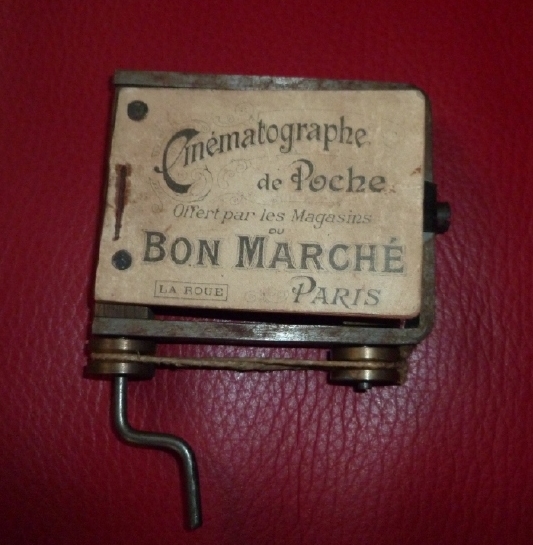 Cinématographe
de Poche
Offert par les Magasins
DU
BON MARCHÉ
LA ROUE
PARIS